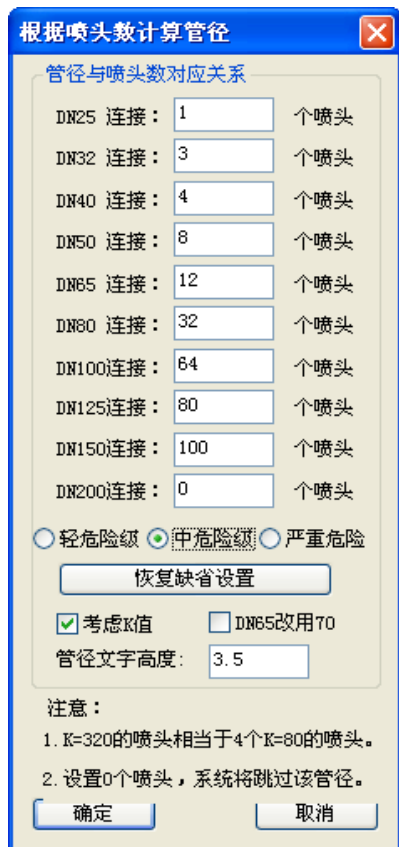 根据喷头数计算管径
管径与喷头数对应关系
DN25 连接： 1 个喷头
DN32 连接： 3 个喷头
DN40 连接： 4 个喷头
DN50 连接： 8 个喷头
DN65 连接： 12 个喷头
DN80 连接： 32 个喷头
DN100连接： 64 个喷头
DN125连接： 80 个喷头
DN150连接： 100 个喷头
DN200连接： 0 个喷头
轻危险级 中危险级 严重危险
恢复缺省设置
考虑K值 DN65改用70
管径文字高度: 3.5
注意：
1. K=320的喷头相当于4个K=80的喷头。
2. 设置0个喷头，系统将跳过该管径。
确定 取消